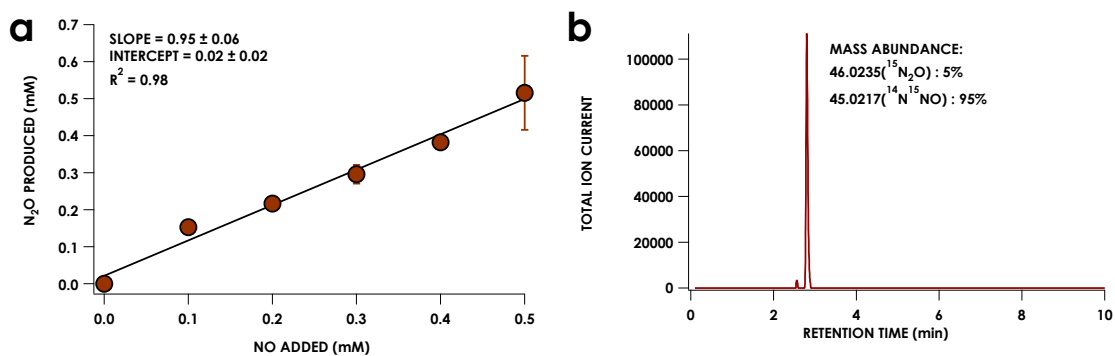 a
SLOPE = 0.95 ± 0.06
INTERCEPT = 0.02 ± 0.02
R² = 0.98
N₂O PRODUCED (mM)
0.7
0.6
0.5
0.4
0.3
0.2
0.1
0.0
0.0 0.1 0.2 0.3 0.4 0.5
NO ADDED (mM)
b
MASS ABUNDANCE:
46.0235(¹⁵N₂O) : 5%
45.0217(¹⁴N¹⁵NO) : 95%
TOTAL ION CURRENT
100000
80000
60000
40000
20000
0
0 2 4 6 8 10
RETENTION TIME (min)